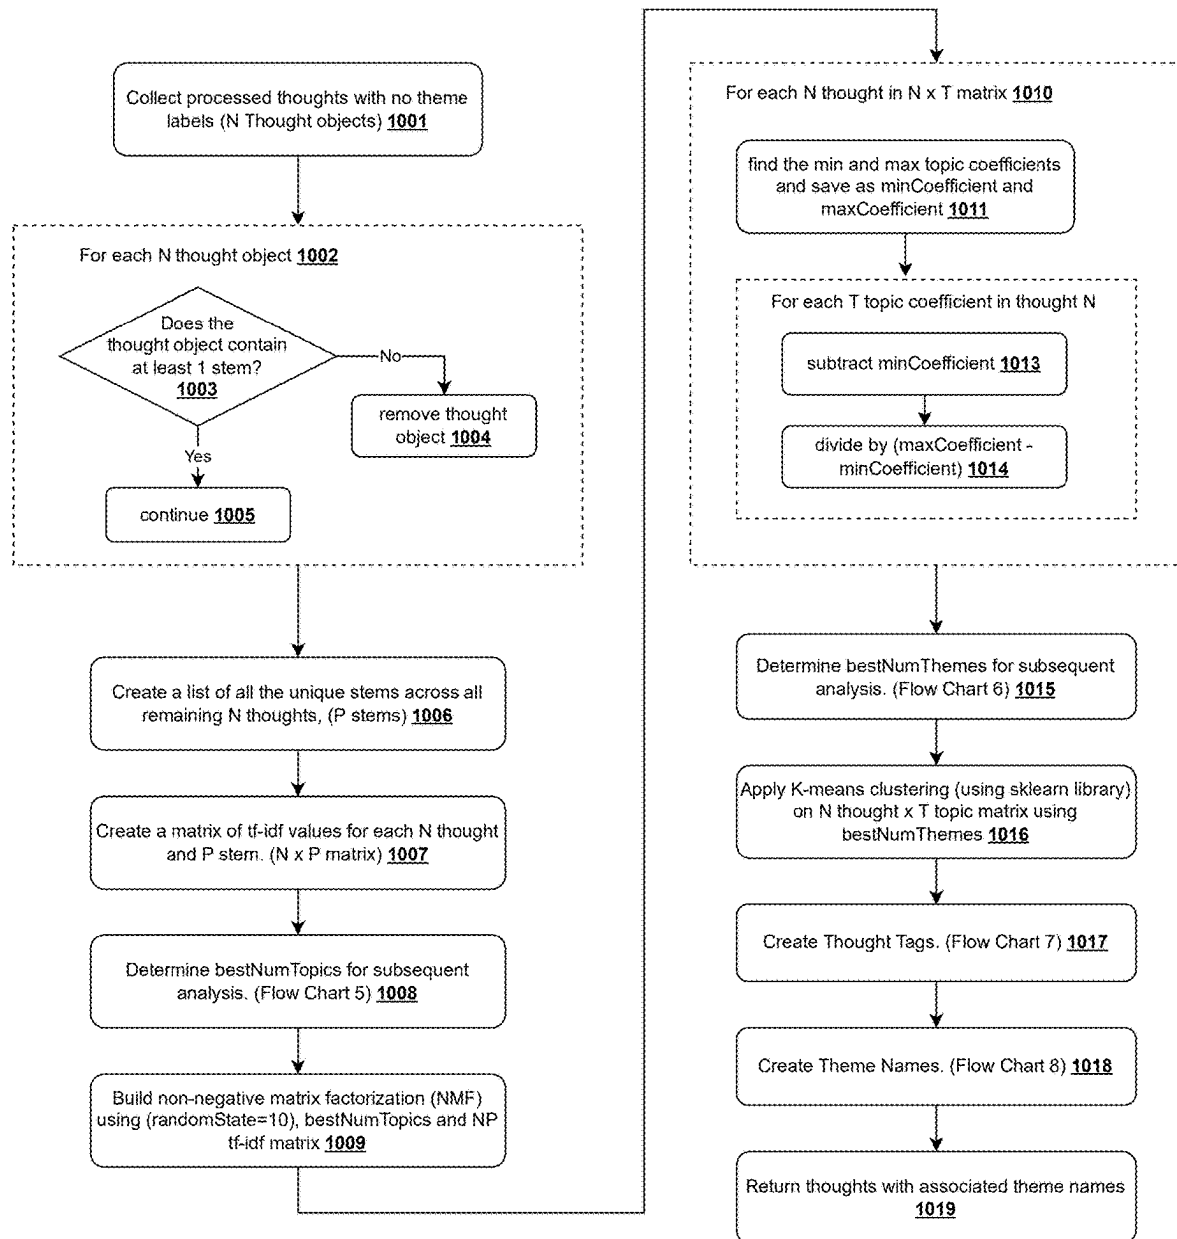 Collect processed thoughts with no theme
labels (N Thought objects) 1001
For each N thought object 1002
Does the
thought object contain
at least 1 stem?
1003
No
remove thought
object 1004
Yes
continue 1005
Create a list of all the unique stems across all
remaining N thoughts, (P stems) 1006
Create a matrix of tf-idf values for each N thought
and P stem. (N x P matrix) 1007
Determine bestNumTopics for subsequent
analysis. (Flow Chart 5) 1008
Build non-negative matrix factorization (NMF)
using (randomState=10), bestNumTopics and NP
tf-idf matrix 1009
For each N thought in N x T matrix 1010
find the min and max topic coefficients
and save as minCoefficient and
maxCoefficient 1011
For each T topic coefficient in thought N
subtract minCoefficient 1013
divide by (maxCoefficient -
minCoefficient) 1014
Determine bestNumThemes for subsequent
analysis. (Flow Chart 6) 1015
Apply K-means clustering (using sklearn library)
on N thought x T topic matrix using
bestNumThemes 1016
Create Thought Tags. (Flow Chart 7) 1017
Create Theme Names. (Flow Chart 8) 1018
Return thoughts with associated theme names
1019